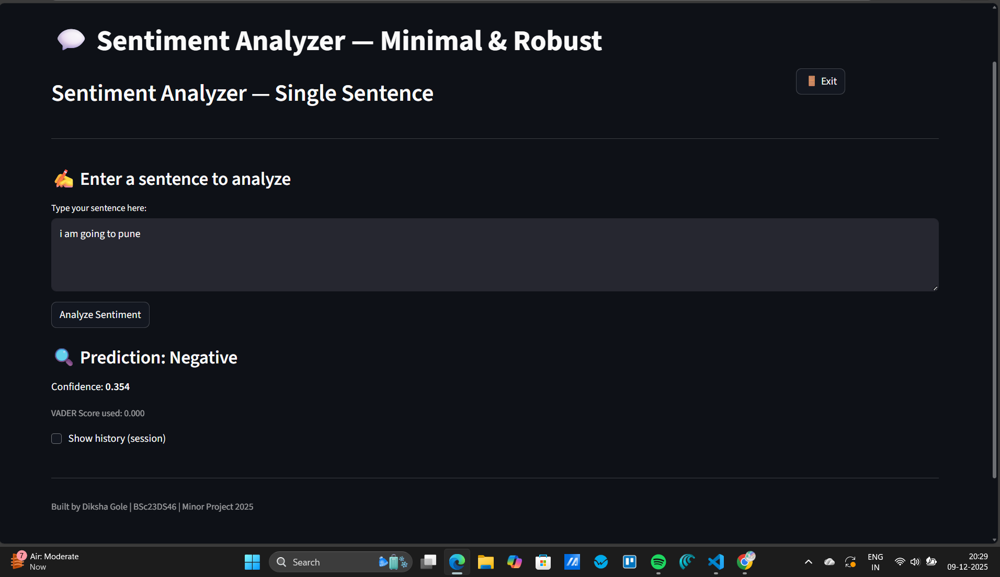 Sentiment Analyzer — Minimal & Robust
Sentiment Analyzer — Single Sentence
Exit
Enter a sentence to analyze
Type your sentence here:
i am going to pune
Analyze Sentiment
Prediction: Negative
Confidence: 0.354
VADER Score used: 0.000
Show history (session)
Built by Diksha Gole | BSc23DS46 | Minor Project 2025
7
Air: Moderate
Now
Search
ENG
IN
20:29
09-12-2025